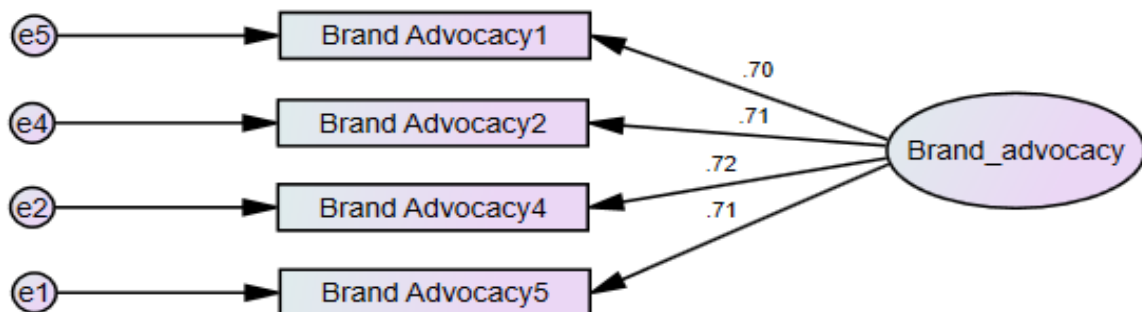 e5 Brand Advocacy1
.70
e4 Brand Advocacy2
.71
Brand_advocacy
.72
e2 Brand Advocacy4
.71
e1 Brand Advocacy5